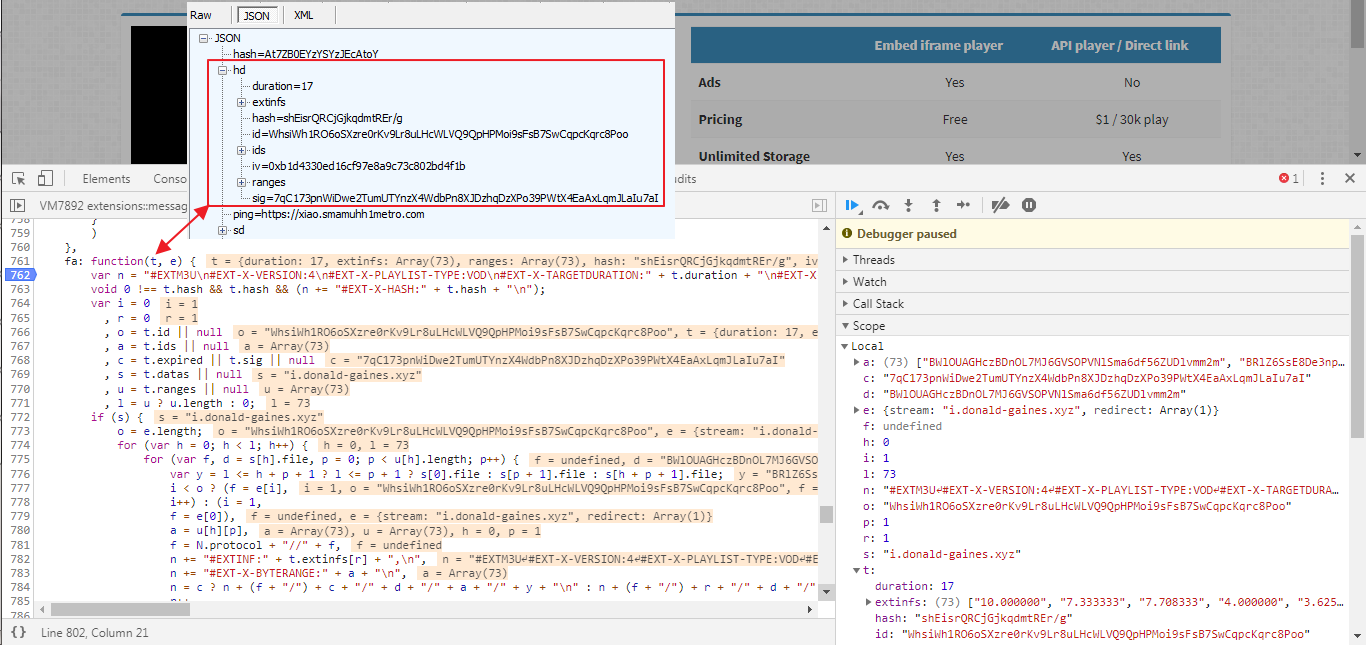 Raw JSON XML
JSON
hash=At7ZB0EYzYSYzJEcAtoY
hd
duration=17
extinfs
hash=shEisrQRCjGjkqdmtREr/g
id=WhsiWh1RO6oSXzre0rKv9Lr8uLHcWLVQ9QpHPMoi9sFsB7SwCqpcKqrc8Poo
ids
iv=0xb1d4330ed16cf97e8a9c73c802bd4f1b
ranges
sig=7qC173pnWiDwe2TumUTYnzX4WdbPn8XJDzhqDzXPo39PWtX4EaAxLqmJLaIu7aI
ping=https://xiao.smamuhh1metro.com
sd
Embed iframe player API player / Direct link
Ads Yes No
Pricing Free $1 / 30k play
Unlimited Storage Yes Yes
Elements Conso udits 1
VM7892 extensions::messag
758 }
759 )
760 },
761 fa: function(t, e) { t = {duration: 17, extinfs: Array(73), ranges: Array(73), hash: "shEisrQRCjGjkqdmtREr/g", iv
762 var n = "#EXTM3U\n#EXT-X-VERSION:4\n#EXT-X-PLAYLIST-TYPE:VOD\n#EXT-X-TARGETDURATION:" + t.duration + "\n#EXT-X
763 void 0 !== t.hash && t.hash && (n += "#EXT-X-HASH:" + t.hash + "\n");
764 var i = 0 i = 1
765 , r = 0 r = 1
766 , o = t.id || null o = "WhsiWh1RO6oSXzre0rKv9Lr8uLHcWLVQ9QpHPMoi9sFsB7SwCqpcKqrc8Poo", t = {duration: 17, e
767 , a = t.ids || null a = Array(73)
768 , c = t.expired || t.sig || null c = "7qC173pnWiDwe2TumUTYnzX4WdbPn8XJDzhqDzXPo39PWtX4EaAxLqmJLaIu7aI"
769 , s = t.datas || null s = "i.donald-gaines.xyz"
770 , u = t.ranges || null u = Array(73)
771 , l = u ? u.length : 0; l = 73
772 if (s) { s = "i.donald-gaines.xyz"
773 o = e.length; o = "WhsiWh1RO6oSXzre0rKv9Lr8uLHcWLVQ9QpHPMoi9sFsB7SwCqpcKqrc8Poo", e = {stream: "i.donald-
774 for (var h = 0; h < l; h++) { h = 0, l = 73
775 for (var f, d = s[h].file, p = 0; p < u[h].length; p++) { f = undefined, d = "BWlOUAGHczBDnOL7MJ6GVSO
776 var y = l <= h + p + 1 ? l <= p + 1 ? s[0].file : s[p + 1].file : s[h + p + 1].file; y = "BRlZ6Ss
777 i < o ? (f = e[i], i = 1, o = "WhsiWh1RO6oSXzre0rKv9Lr8uLHcWLVQ9QpHPMoi9sFsB7SwCqpcKqrc8Poo", f =
778 i++) : (i = 1,
779 f = e[0]), f = undefined, e = {stream: "i.donald-gaines.xyz", redirect: Array(1)}
780 a = u[h][p], a = Array(73), u = Array(73), h = 0, p = 1
781 f = N.protocol + "//" + f, f = undefined
782 n += "#EXTINF:" + t.extinfs[r] + ",\n", n = "#EXTM3U↵#EXT-X-VERSION:4↵#EXT-X-PLAYLIST-TYPE:VOD↵#E
783 n += "#EXT-X-BYTERANGE:" + a + "\n", a = Array(73)
784 n = c ? n + (f + "/") + c + "/" + d + "/" + a + "/" + y + "\n" : n + (f + "/") + r + "/" + d + "/"
785
786
{} Line 802, Column 21
Debugger paused
Threads
Watch
Call Stack
Scope
Local
a: (73) ["BWlOUAGHczBDnOL7MJ6GVSOPVNlSma6df56ZUDlvmm2m", "BRlZ6SsE8De3np…
c: "7qC173pnWiDwe2TumUTYnzX4WdbPn8XJDzhqDzXPo39PWtX4EaAxLqmJLaIu7aI"
d: "BWlOUAGHczBDnOL7MJ6GVSOPVNlSma6df56ZUDlvmm2m"
e: {stream: "i.donald-gaines.xyz", redirect: Array(1)}
f: undefined
h: 0
i: 1
l: 73
n: "#EXTM3U↵#EXT-X-VERSION:4↵#EXT-X-PLAYLIST-TYPE:VOD↵#EXT-X-TARGETDURA…
o: "WhsiWh1RO6oSXzre0rKv9Lr8uLHcWLVQ9QpHPMoi9sFsB7SwCqpcKqrc8Poo"
p: 1
r: 1
s: "i.donald-gaines.xyz"
t:
duration: 17
extinfs: (73) ["10.000000", "7.333333", "7.708333", "4.000000", "3.625…
hash: "shEisrQRCjGjkqdmtREr/g"
id: "WhsiWh1RO6oSXzre0rKv9Lr8uLHcWLVQ9QpHPMoi9sFsB7SwCqpcKqrc8Poo"